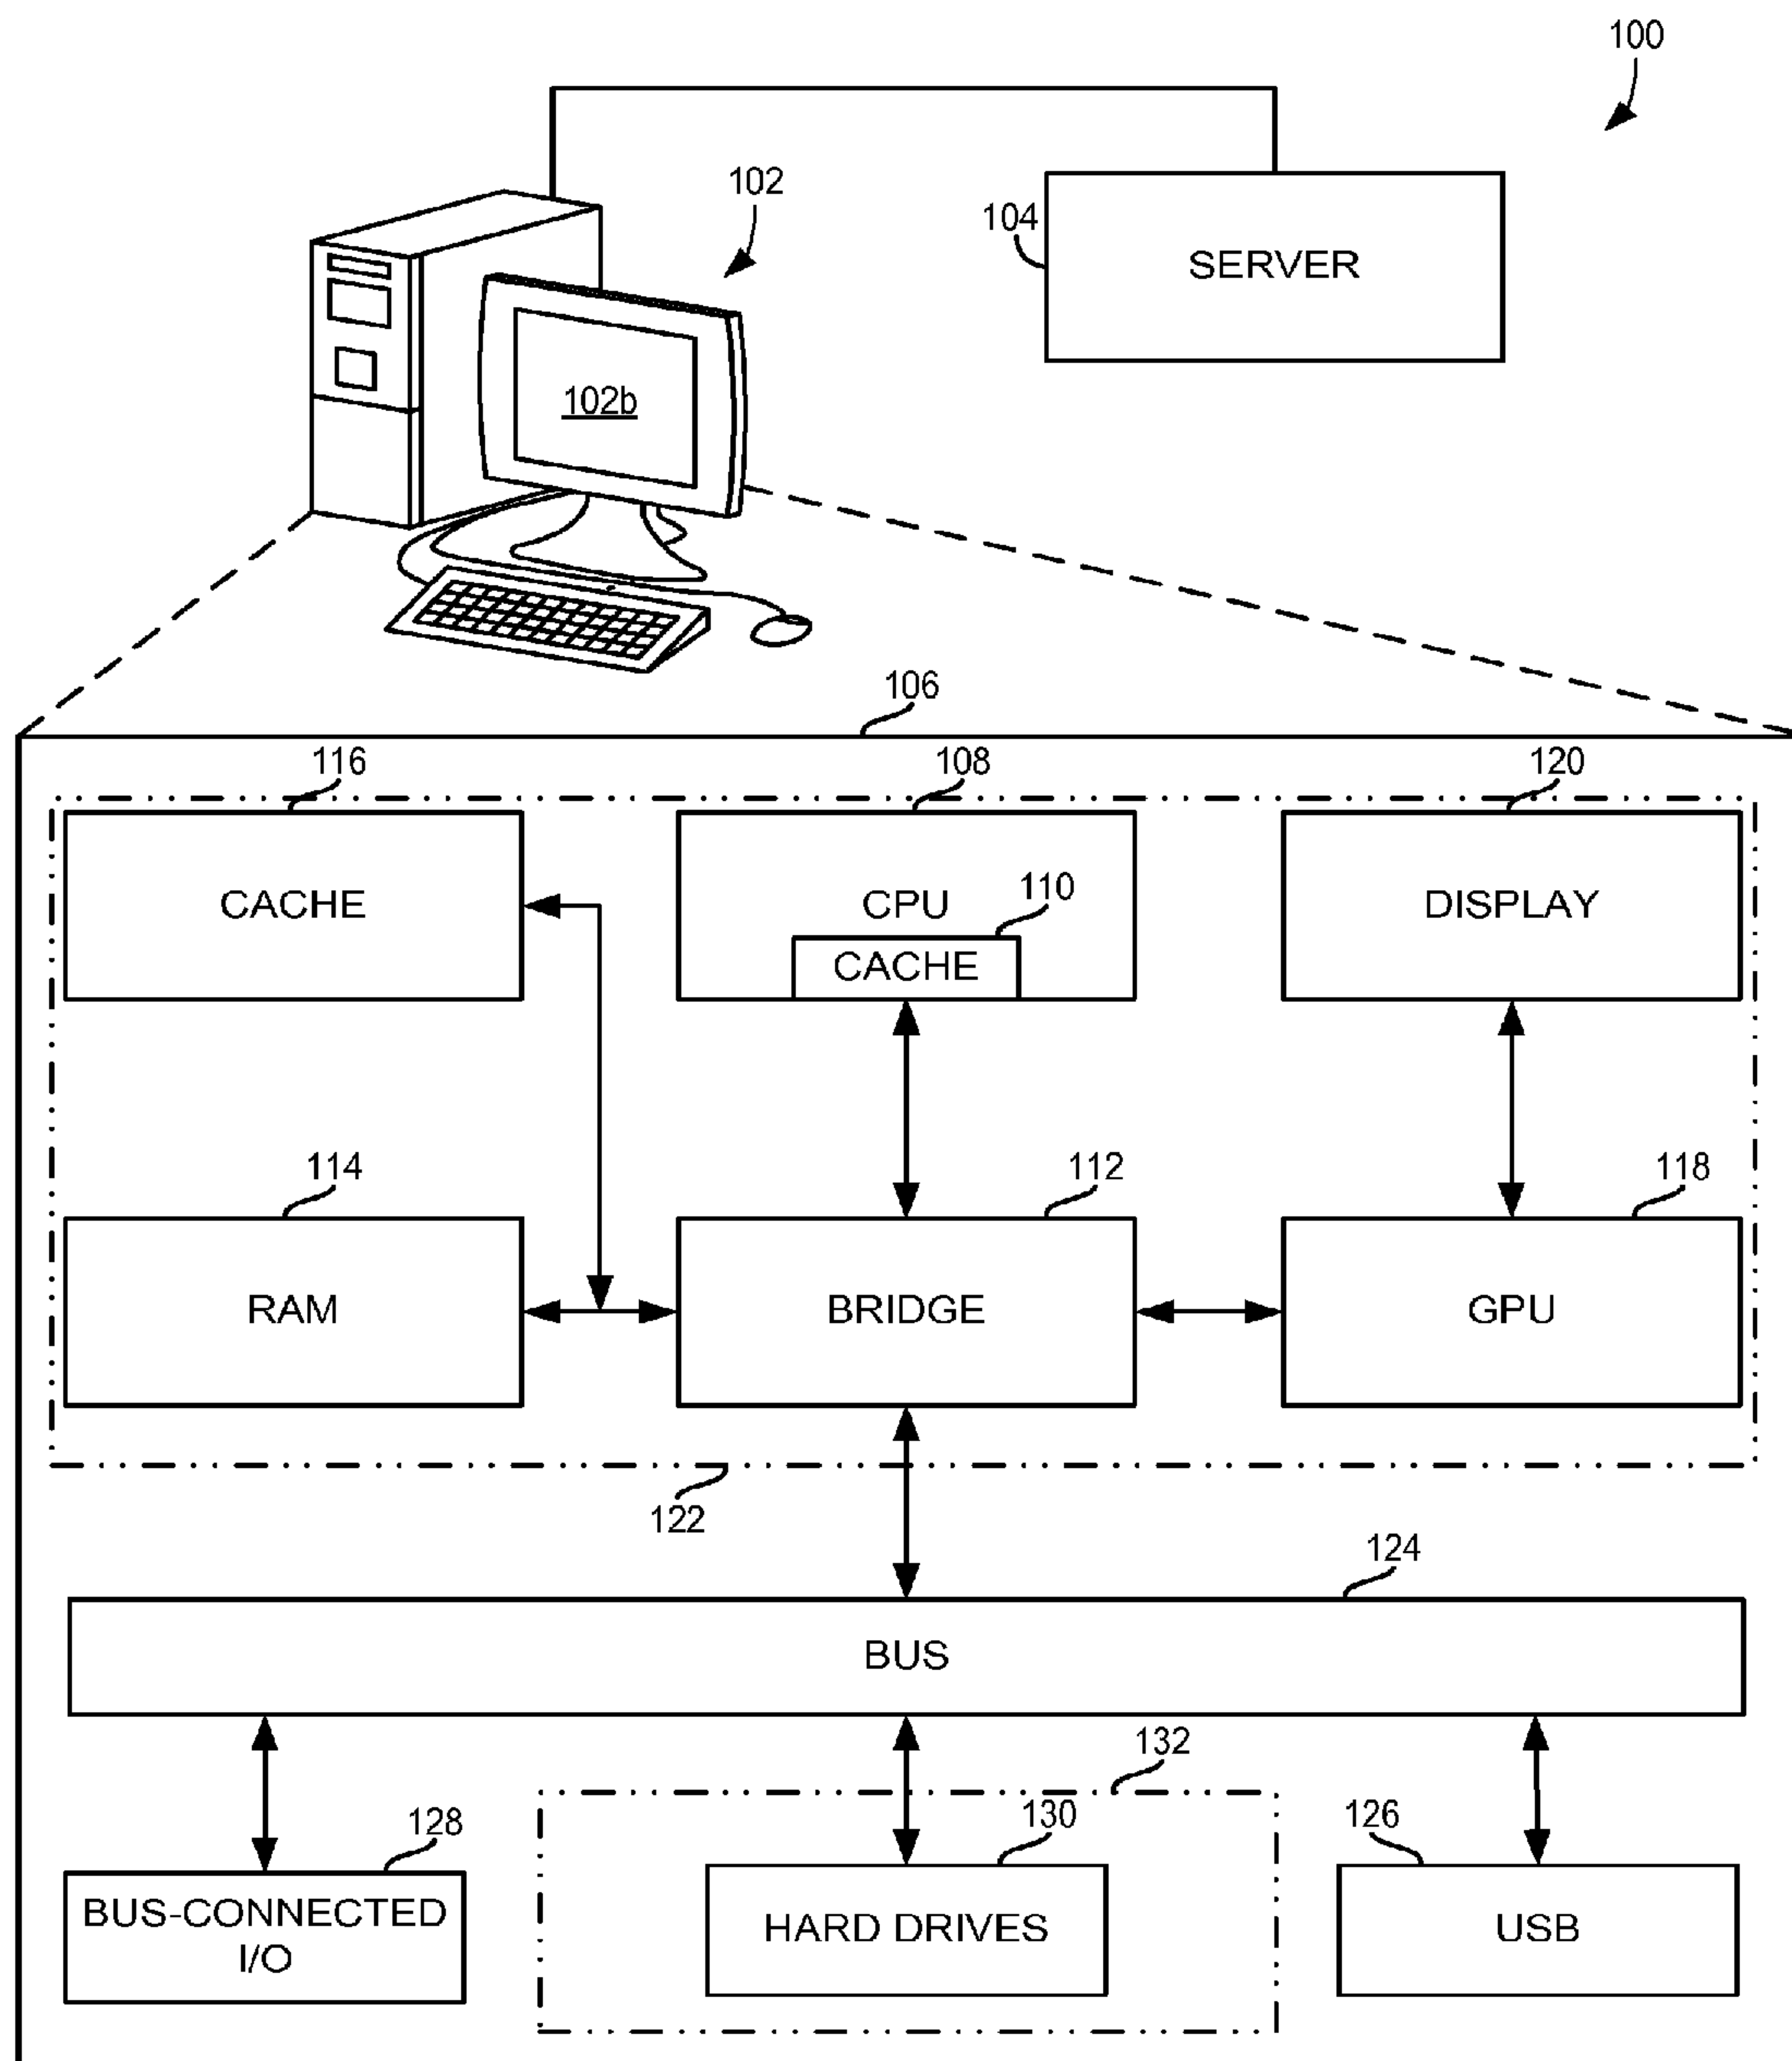 100
102
104
SERVER
102b
106
116
108
120
CACHE
CPU
110
CACHE
DISPLAY
114
112
118
RAM
BRIDGE
GPU
122
124
BUS
132
128
130
126
BUS-CONNECTED
I/O
HARD DRIVES
USB